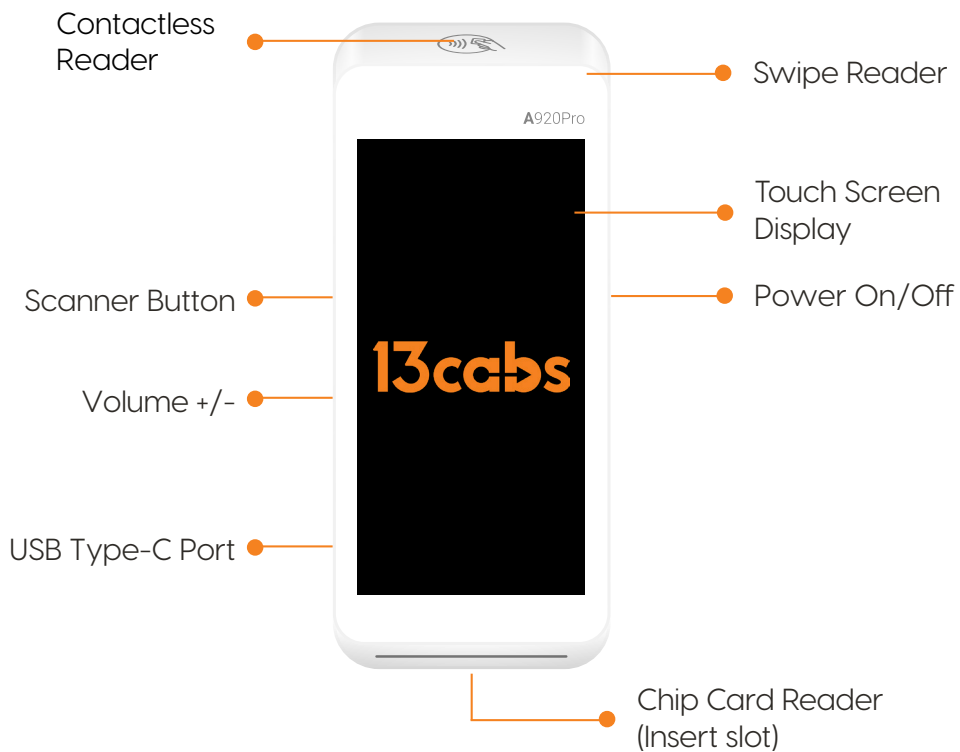 Contactless
Reader
Swipe Reader
A920Pro
Touch Screen
Display
Scanner Button
Power On/Off
13cabs
Volume +/-
USB Type-C Port
Chip Card Reader
(Insert slot)